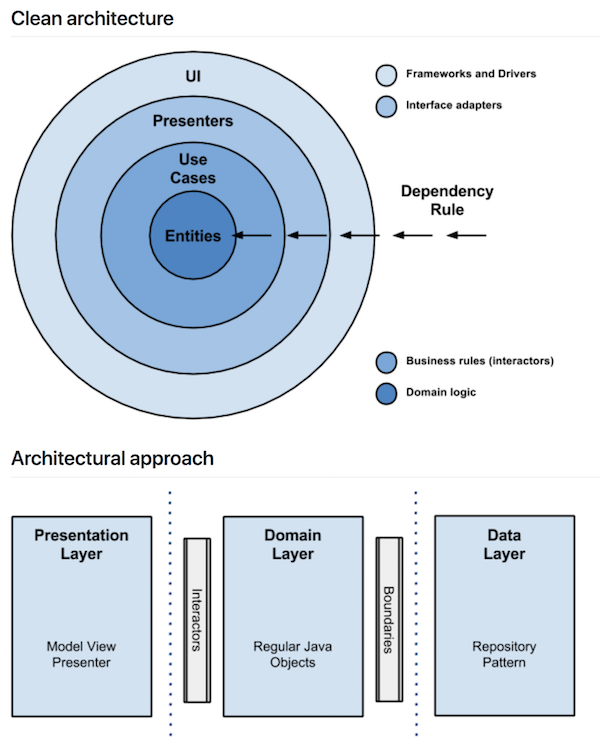 Clean architecture
UI
Presenters
Use
Cases
Entities
Frameworks and Drivers
Interface adapters
Dependency
Rule
Business rules (interactors)
Domain logic
Architectural approach
Presentation
Layer
Model View
Presenter
Interactors
Domain
Layer
Regular Java
Objects
Boundaries
Data
Layer
Repository
Pattern